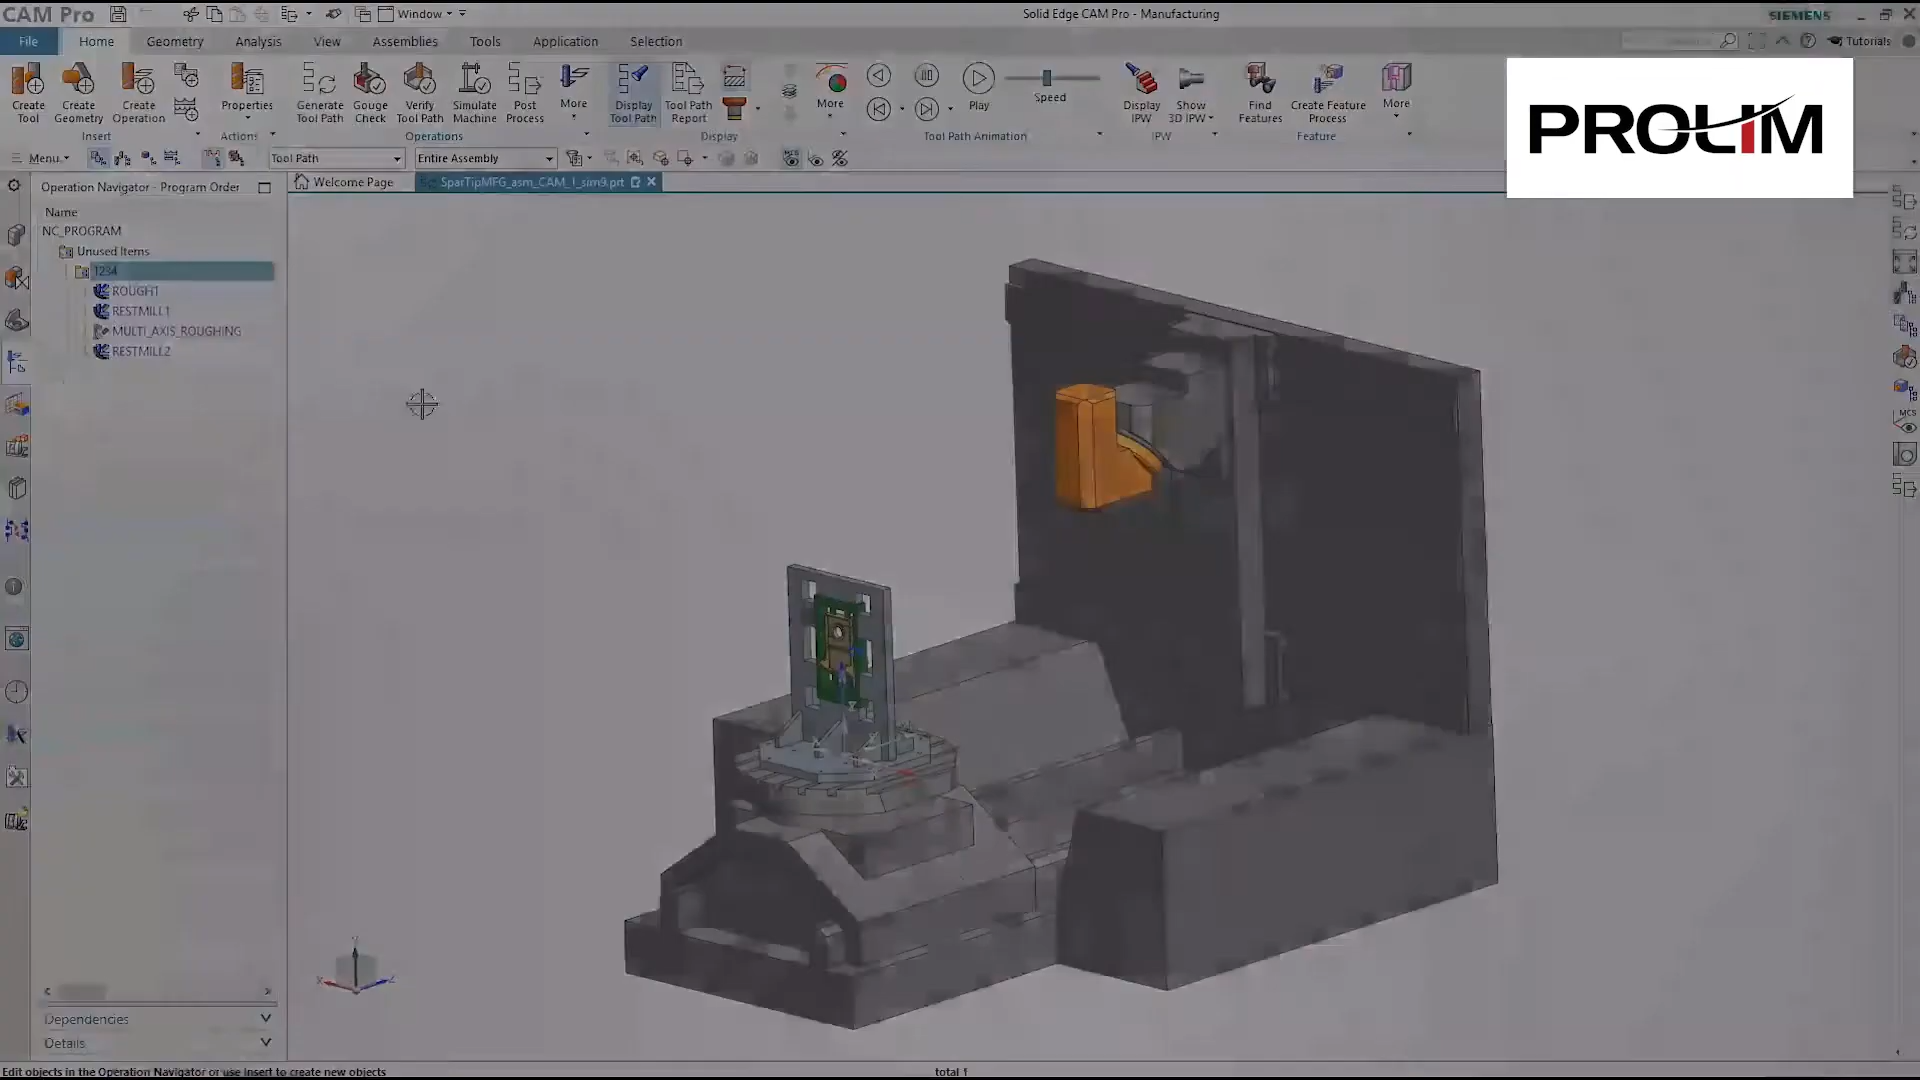 CAM Pro
Window
Solid Edge CAM Pro - Manufacturing
SIEMENS
File
Home
Geometry
Analysis
View
Assemblies
Tools
Application
Selection
Tutorials
Create Tool
Create Geometry
Create Operation
Properties
Generate Tool Path
Gouge Check
Verify Tool Path
Simulate Machine
Post Process
More
Display Tool Path
Tool Path Report
More
Play
Speed
Display IPW
Show 3D IPW
Find Features
Create Feature Process
More
Insert
Actions
Operations
Display
Tool Path Animation
IPW
Feature
PROLIM
Menu
Tool Path
Entire Assembly
Operation Navigator - Program Order
Welcome Page
SparTipMFG_asm_CAM_I_sim9.prt
Name
NC_PROGRAM
Unused Items
1234
ROUGH1
RESTMILL1
MULTI_AXIS_ROUGHING
RESTMILL2
MCS
Y
X
Z
Dependencies
Details
Edit objects in the Operation Navigator or use Insert to create new objects
total 1